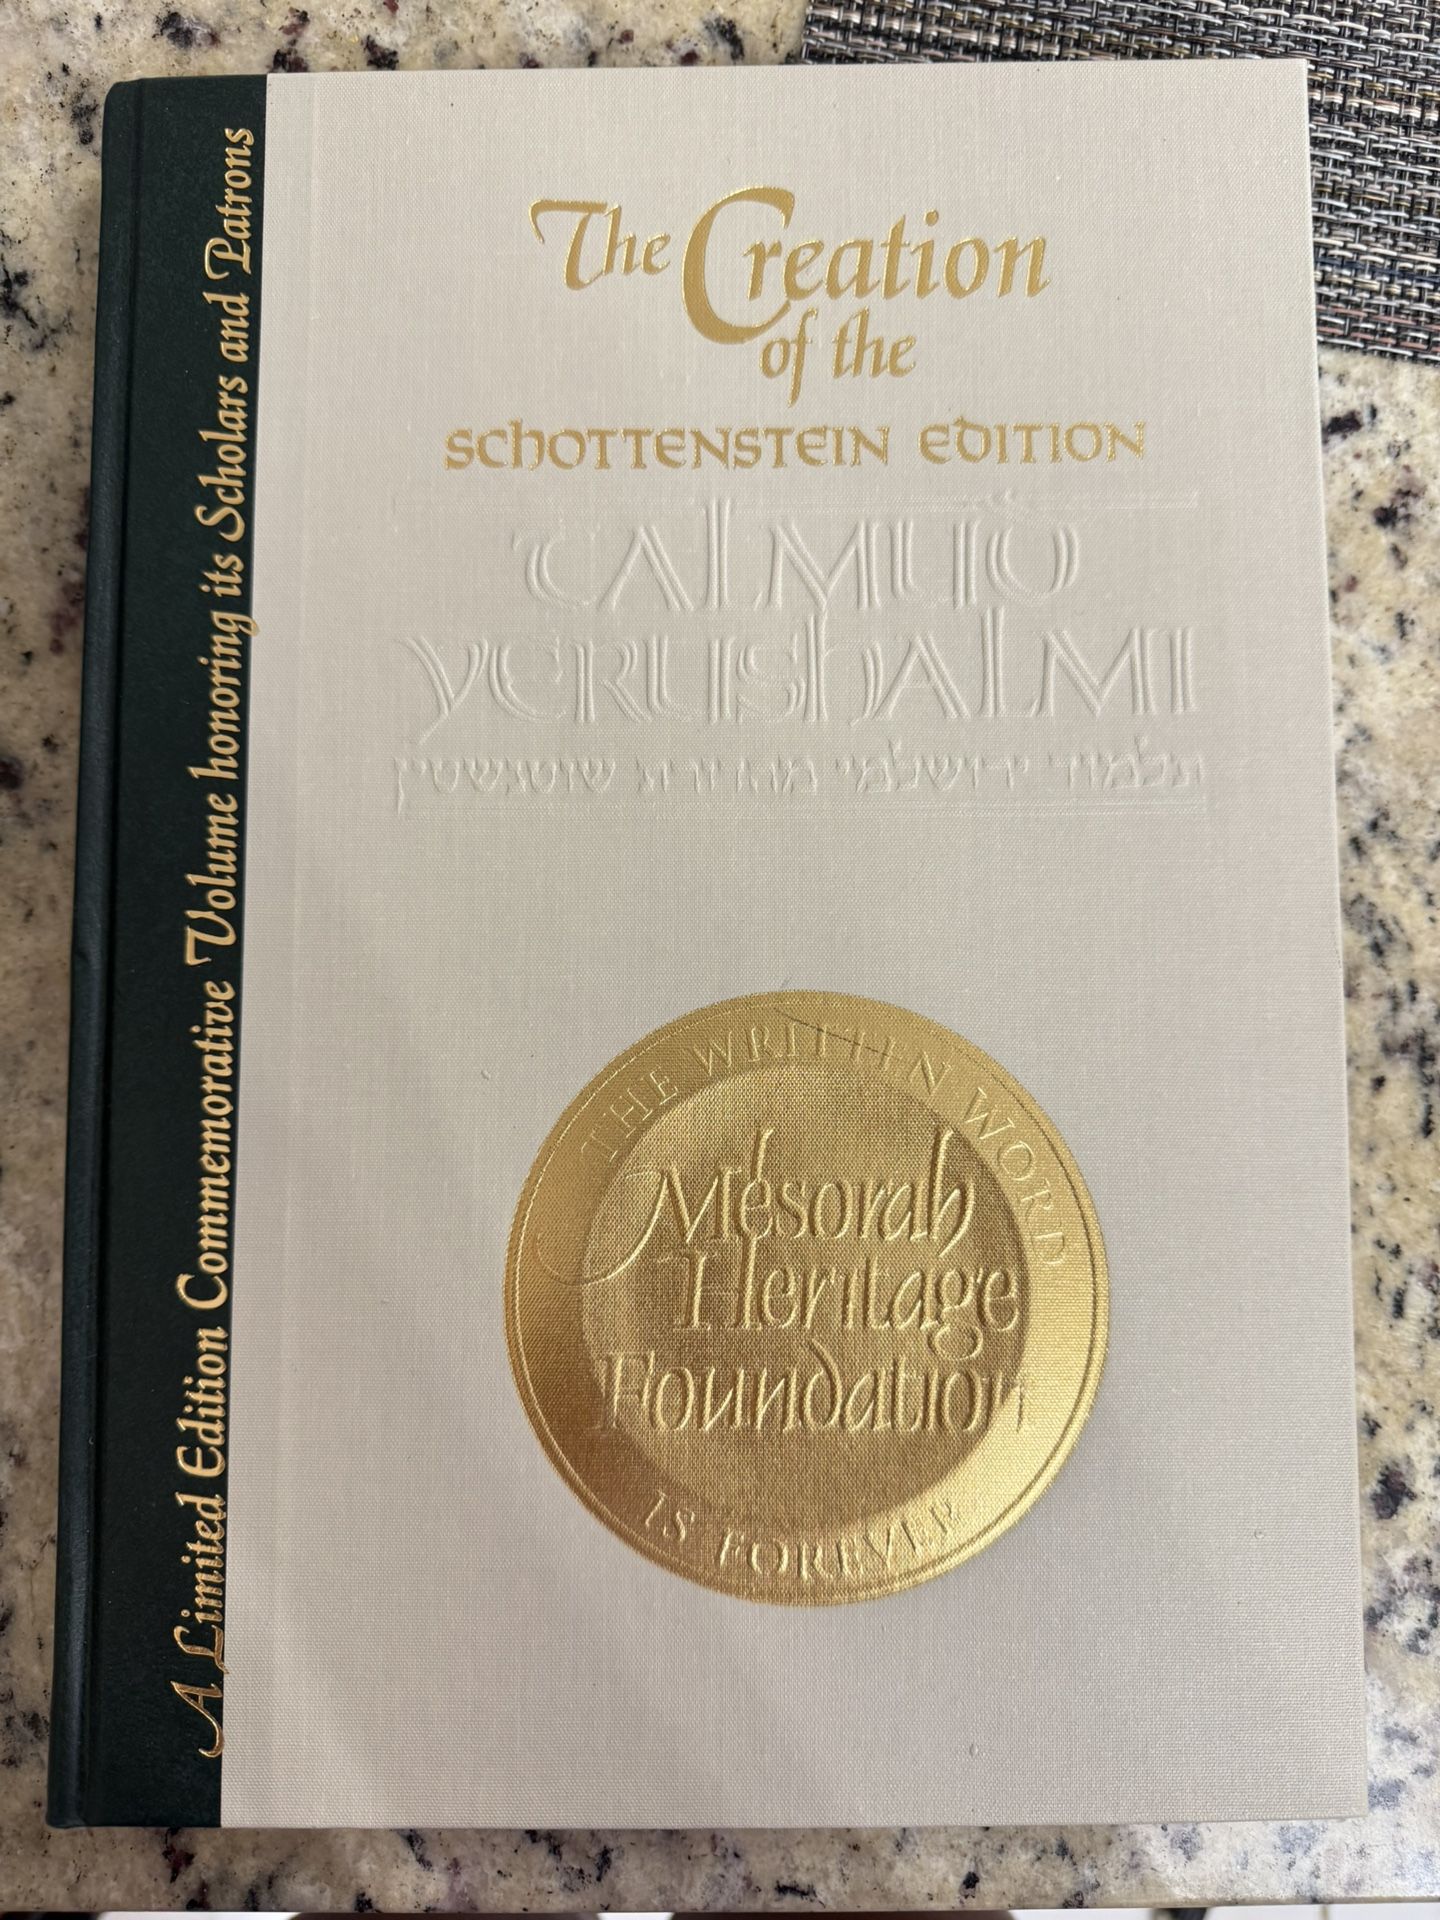 The Creation
of the
SCHOTTENSTEIN EDITION
TALMUD
YERUSHALMI
תלמוד ירושלמי מהדורת שוטנשטיין
THE WRITTEN WORD
Mesorah
Heritage
Foundation
IS FOREVER
A Limited Edition Commemorative Volume honoring its Scholars and Patrons